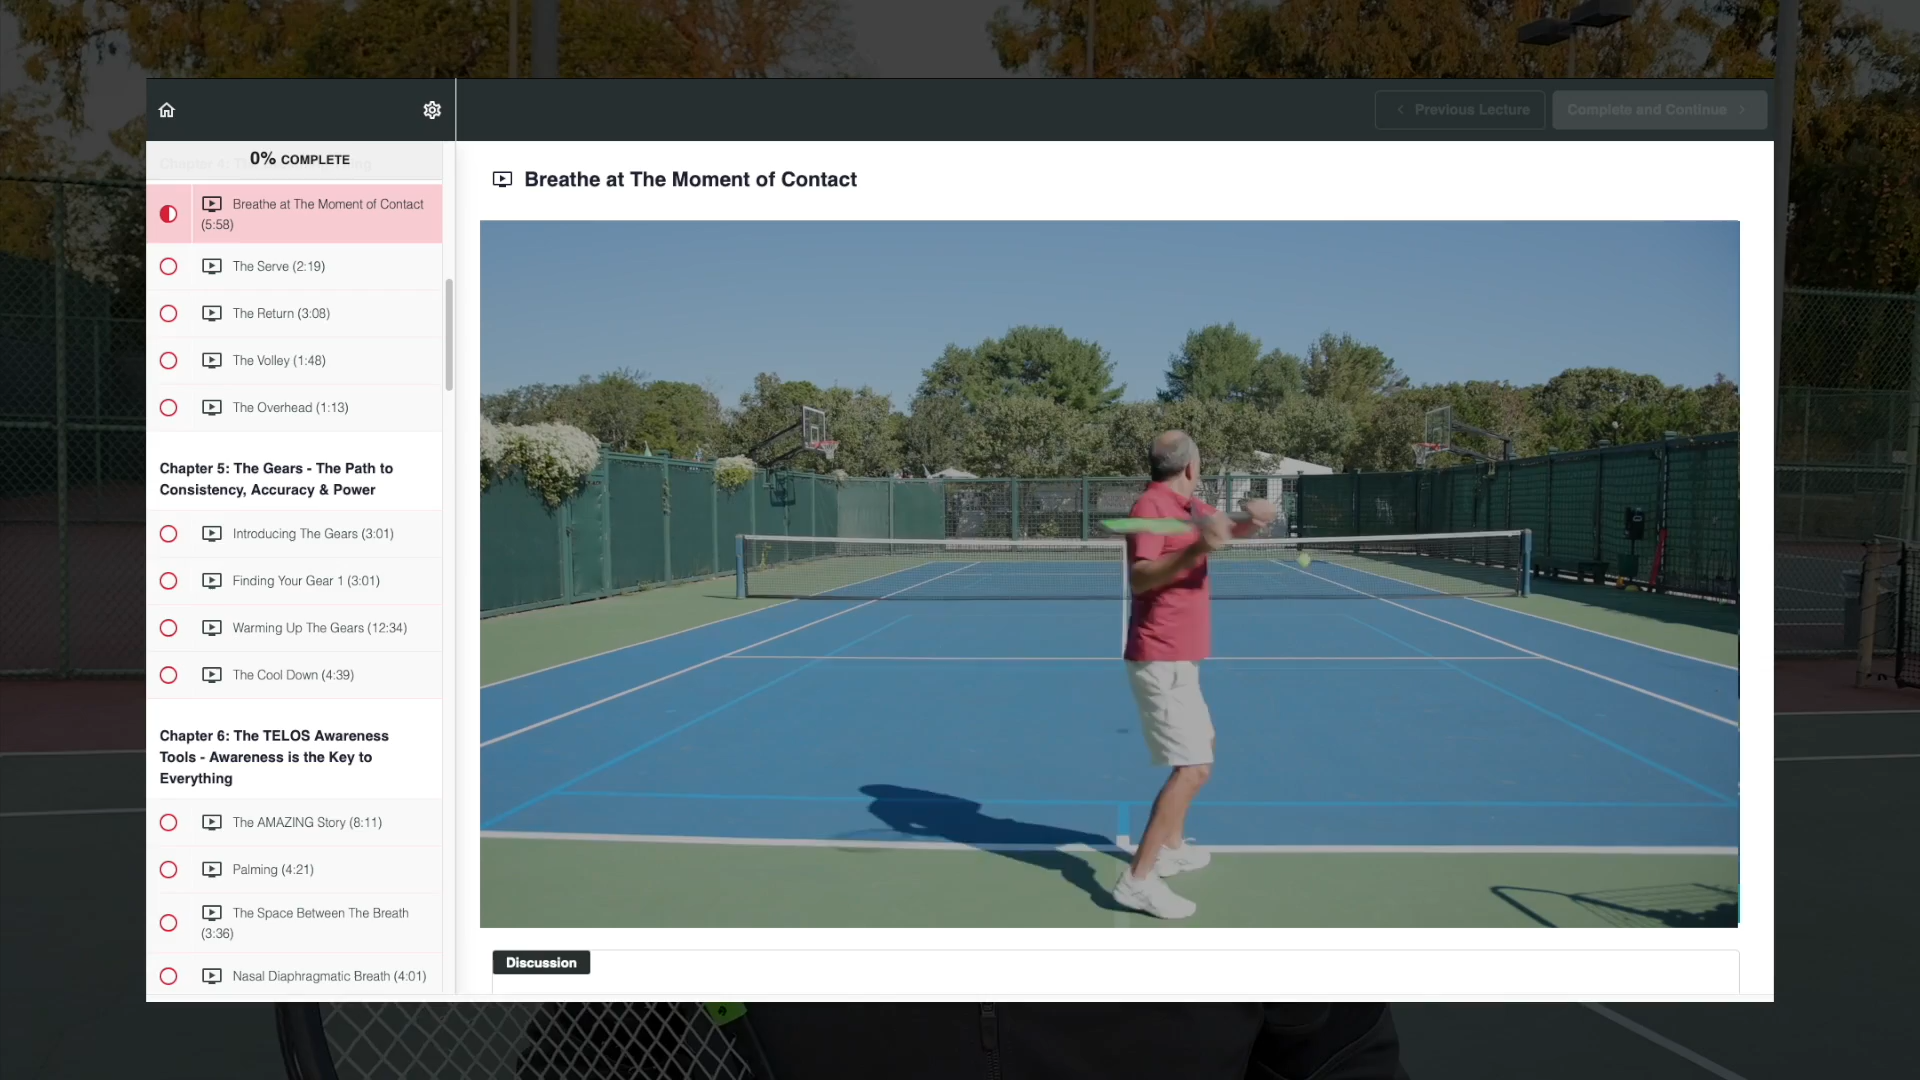 Previous Lecture
Complete and Continue
0% COMPLETE
Breathe at The Moment of Contact
(5:58)
The Serve (2:19)
The Return (3:08)
The Volley (1:48)
The Overhead (1:13)
Chapter 5: The Gears - The Path to
Consistency, Accuracy & Power
Introducing The Gears (3:01)
Finding Your Gear 1 (3:01)
Warming Up The Gears (12:34)
The Cool Down (4:39)
Chapter 6: The TELOS Awareness
Tools - Awareness is the Key to
Everything
The AMAZING Story (8:11)
Palming (4:21)
The Space Between The Breath
(3:36)
Nasal Diaphragmatic Breath (4:01)
Breathe at The Moment of Contact
Discussion